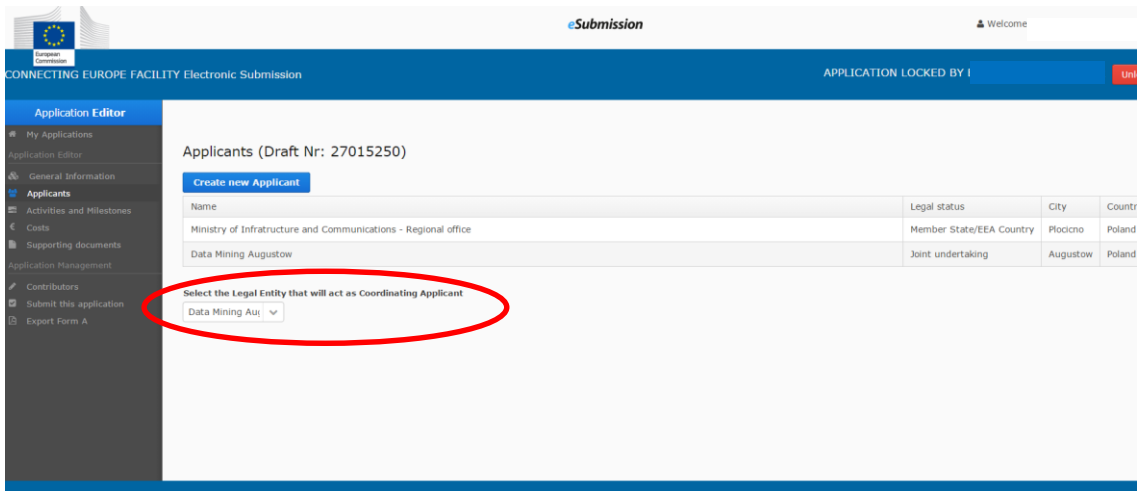 European
Commission
eSubmission
Welcome
CONNECTING EUROPE FACILITY Electronic Submission
APPLICATION LOCKED BY
Application Editor
My Applications
Application Editor
General Information
Applicants
Activities and Milestones
€ Costs
Supporting documents
Application Management
Contributors
Submit this application
Export Form A
Applicants (Draft Nr: 27015250)
Create new Applicant
Name Legal status City Countr
Ministry of Infratructure and Communications - Regional office Member State/EEA Country Plocicno Poland
Data Mining Augustow Joint undertaking Augustow Poland
Select the Legal Entity that will act as Coordinating Applicant
Data Mining Aug